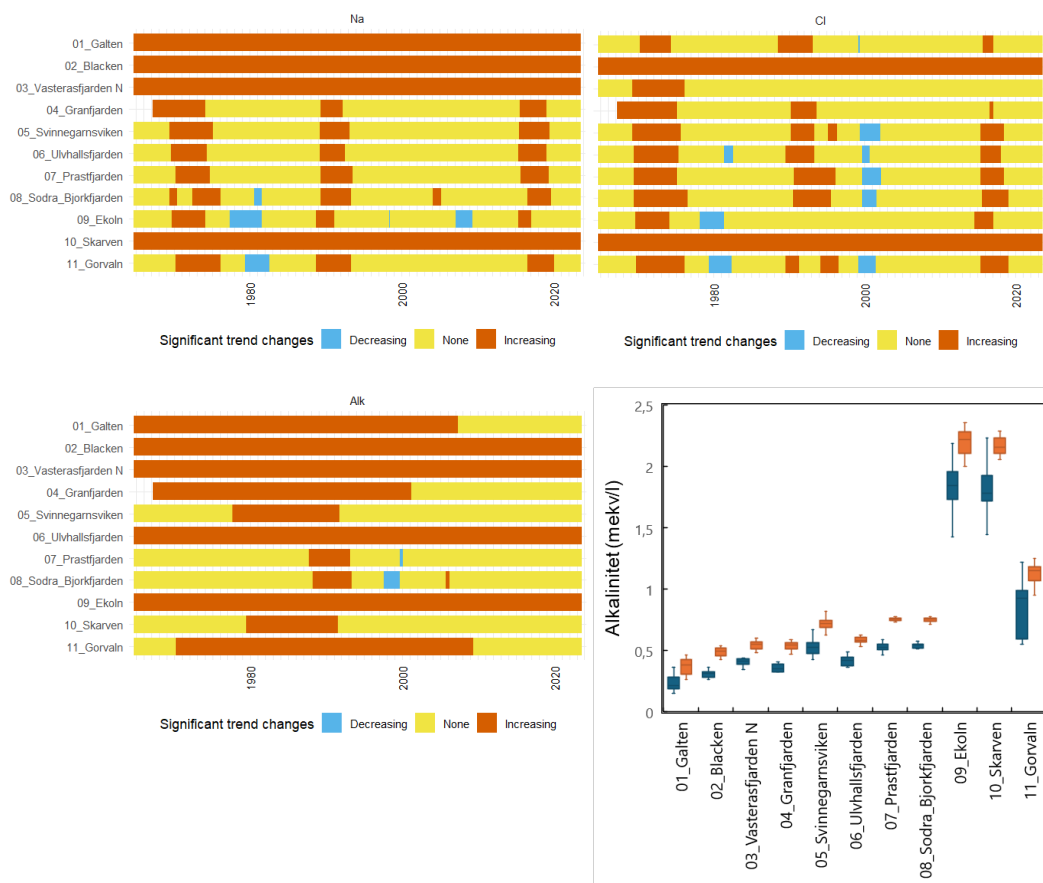 Na
01_Galten
02_Blacken
03_Vasterasfjarden N
04_Granfjarden
05_Svinnegarnsviken
06_Ulvhallsfjarden
07_Prastfjarden
08_Sodra_Bjorkfjarden
09_Ekoln
10_Skarven
11_Gorvaln
1980
2000
2020
Significant trend changes Decreasing None Increasing
Cl
1980
2000
2020
Significant trend changes Decreasing None Increasing
Alk
01_Galten
02_Blacken
03_Vasterasfjarden N
04_Granfjarden
05_Svinnegarnsviken
06_Ulvhallsfjarden
07_Prastfjarden
08_Sodra_Bjorkfjarden
09_Ekoln
10_Skarven
11_Gorvaln
1980
2000
2020
Significant trend changes Decreasing None Increasing
Alkalinitet (mekv/l)
2,5
2
1,5
1
0,5
0
01_Galten
02_Blacken
03_Vasterasfjarden N
04_Granfjarden
05_Svinnegarnsviken
06_Ulvhallsfjarden
07_Prastfjarden
08_Sodra_Bjorkfjarden
09_Ekoln
10_Skarven
11_Gorvaln